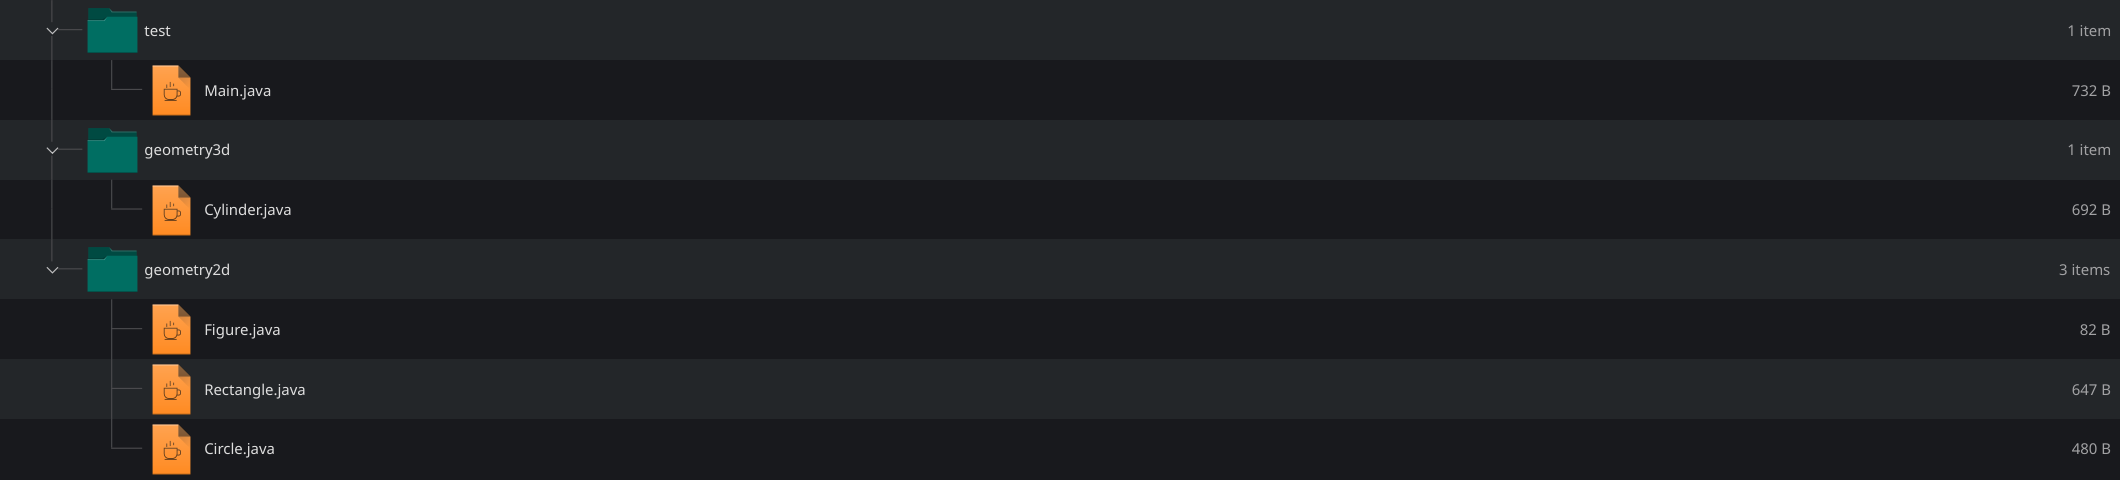 test 1 item
Main.java 732 B
geometry3d 1 item
Cylinder.java 692 B
geometry2d 3 items
Figure.java 82 B
Rectangle.java 647 B
Circle.java 480 B